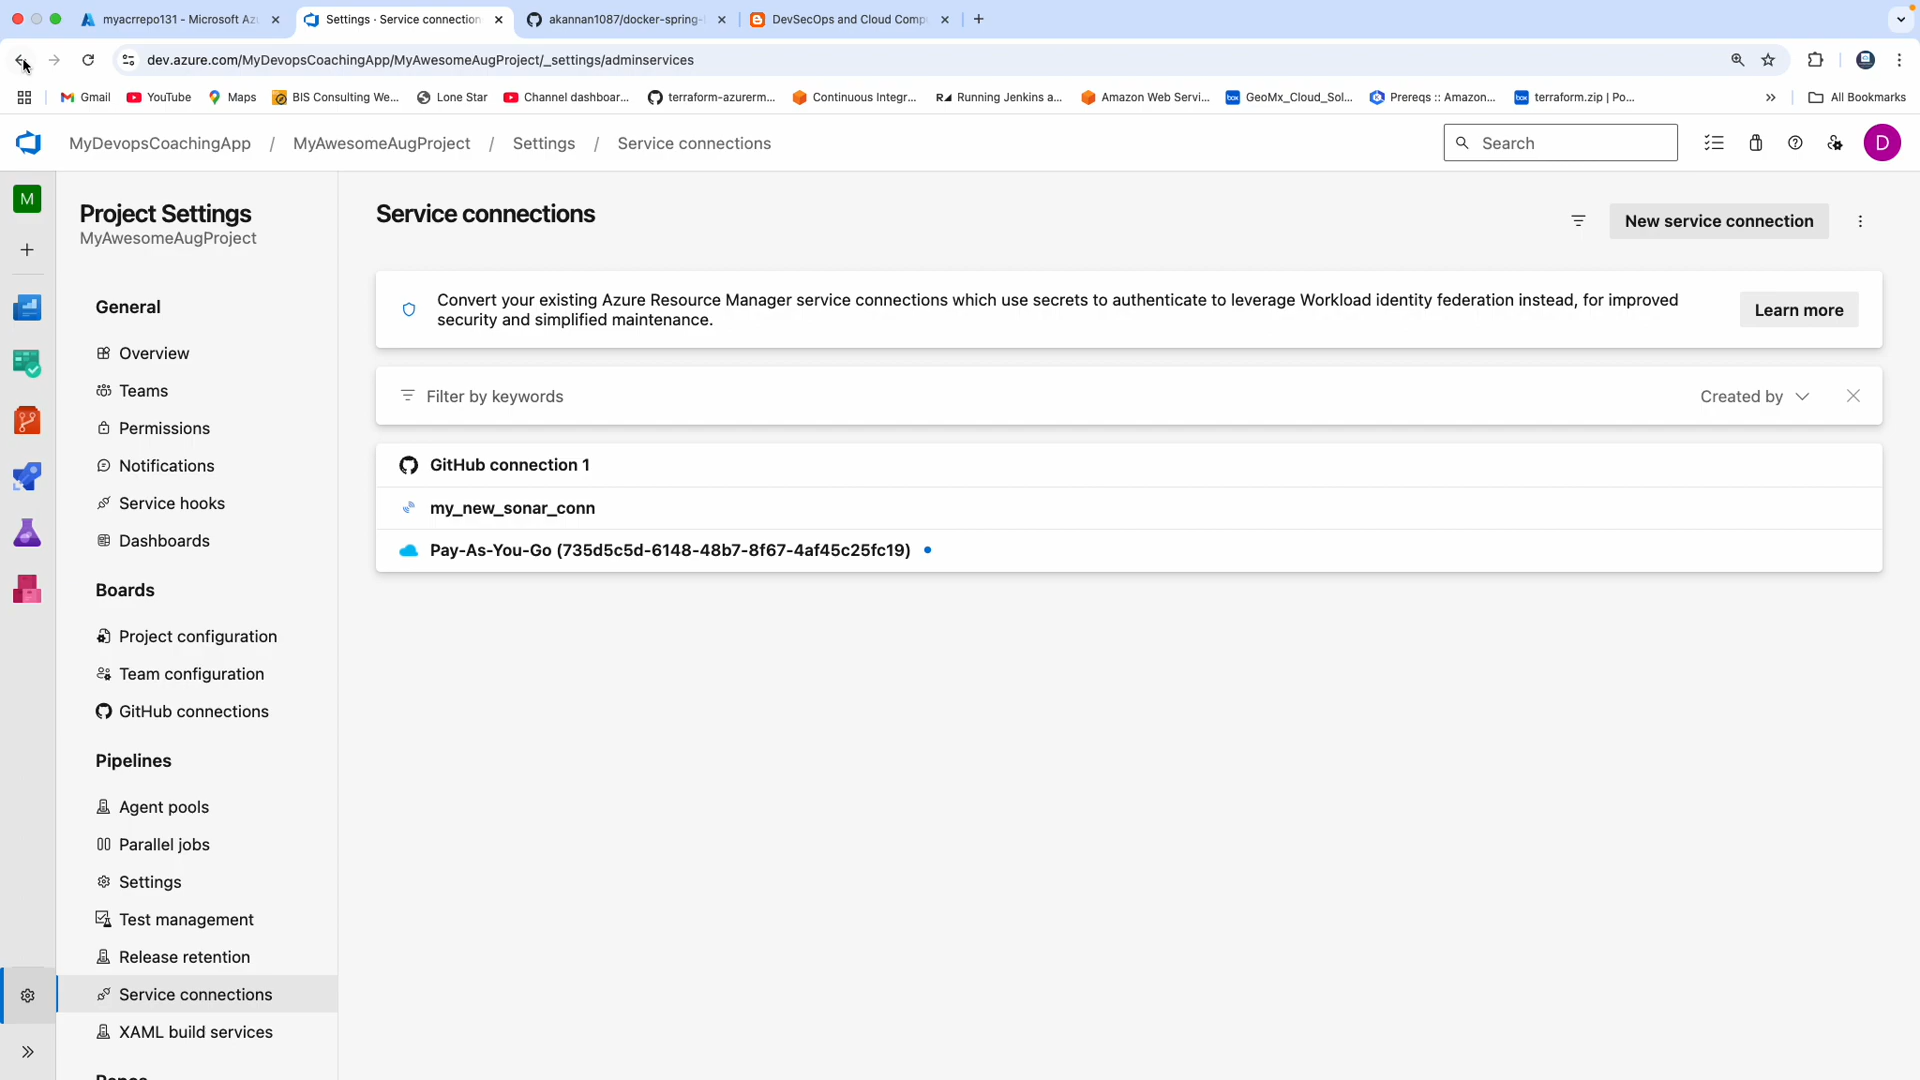 myacrrepo131 - Microsoft Az
Settings · Service connection
akannan1087/docker-spring-
DevSecOps and Cloud Comp
dev.azure.com/MyDevopsCoachingApp/MyAwesomeAugProject/_settings/adminservices
Gmail
YouTube
Maps
BIS Consulting We...
Lone Star
Channel dashboar...
terraform-azurerm...
Continuous Integr...
Running Jenkins a...
Amazon Web Servi...
GeoMx_Cloud_Sol...
Prereqs :: Amazon...
terraform.zip | Po...
All Bookmarks
MyDevopsCoachingApp / MyAwesomeAugProject / Settings / Service connections
Search
D
M
Project Settings
MyAwesomeAugProject
General
Overview
Teams
Permissions
Notifications
Service hooks
Dashboards
Boards
Project configuration
Team configuration
GitHub connections
Pipelines
Agent pools
Parallel jobs
Settings
Test management
Release retention
Service connections
XAML build services
Service connections
New service connection
Convert your existing Azure Resource Manager service connections which use secrets to authenticate to leverage Workload identity federation instead, for improved
security and simplified maintenance.
Learn more
Filter by keywords
Created by
GitHub connection 1
my_new_sonar_conn
Pay-As-You-Go (735d5c5d-6148-48b7-8f67-4af45c25fc19)